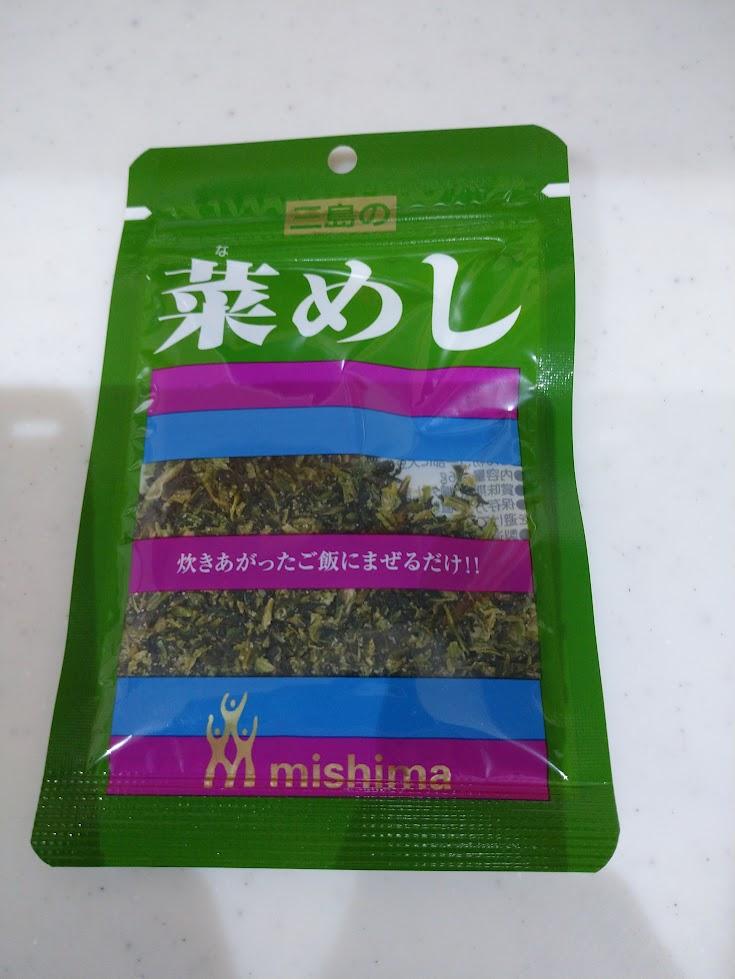 三島の
な
菜めし
炊きあがったご飯にまぜるだけ!!
mishima